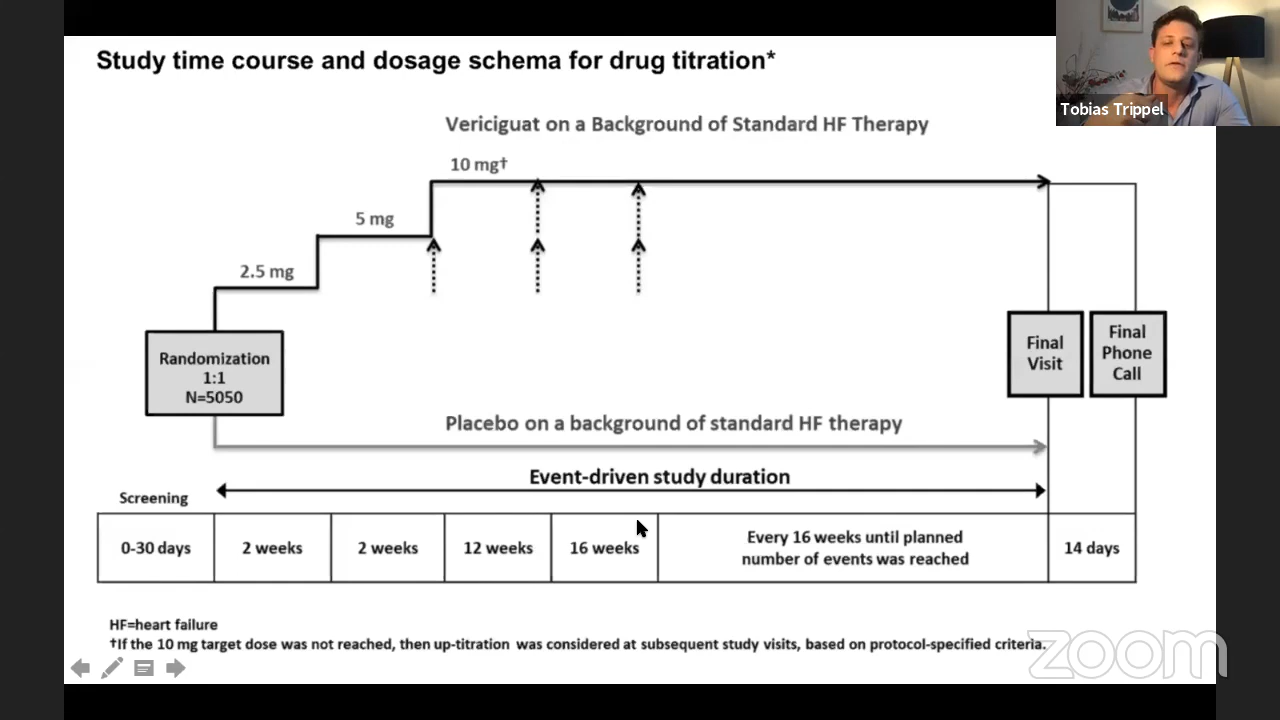 Study time course and dosage schema for drug titration*
Tobias Trippel
Vericiguat on a Background of Standard HF Therapy
10 mg†
5 mg
2.5 mg
Randomization
1:1
N=5050
Final
Visit
Final
Phone
Call
Placebo on a background of standard HF therapy
Event-driven study duration
Screening
0-30 days
2 weeks
2 weeks
12 weeks
16 weeks
Every 16 weeks until planned
number of events was reached
14 days
HF=heart failure
†If the 10 mg target dose was not reached, then up-titration was considered at subsequent study visits, based on protocol-specified criteria.
zoom